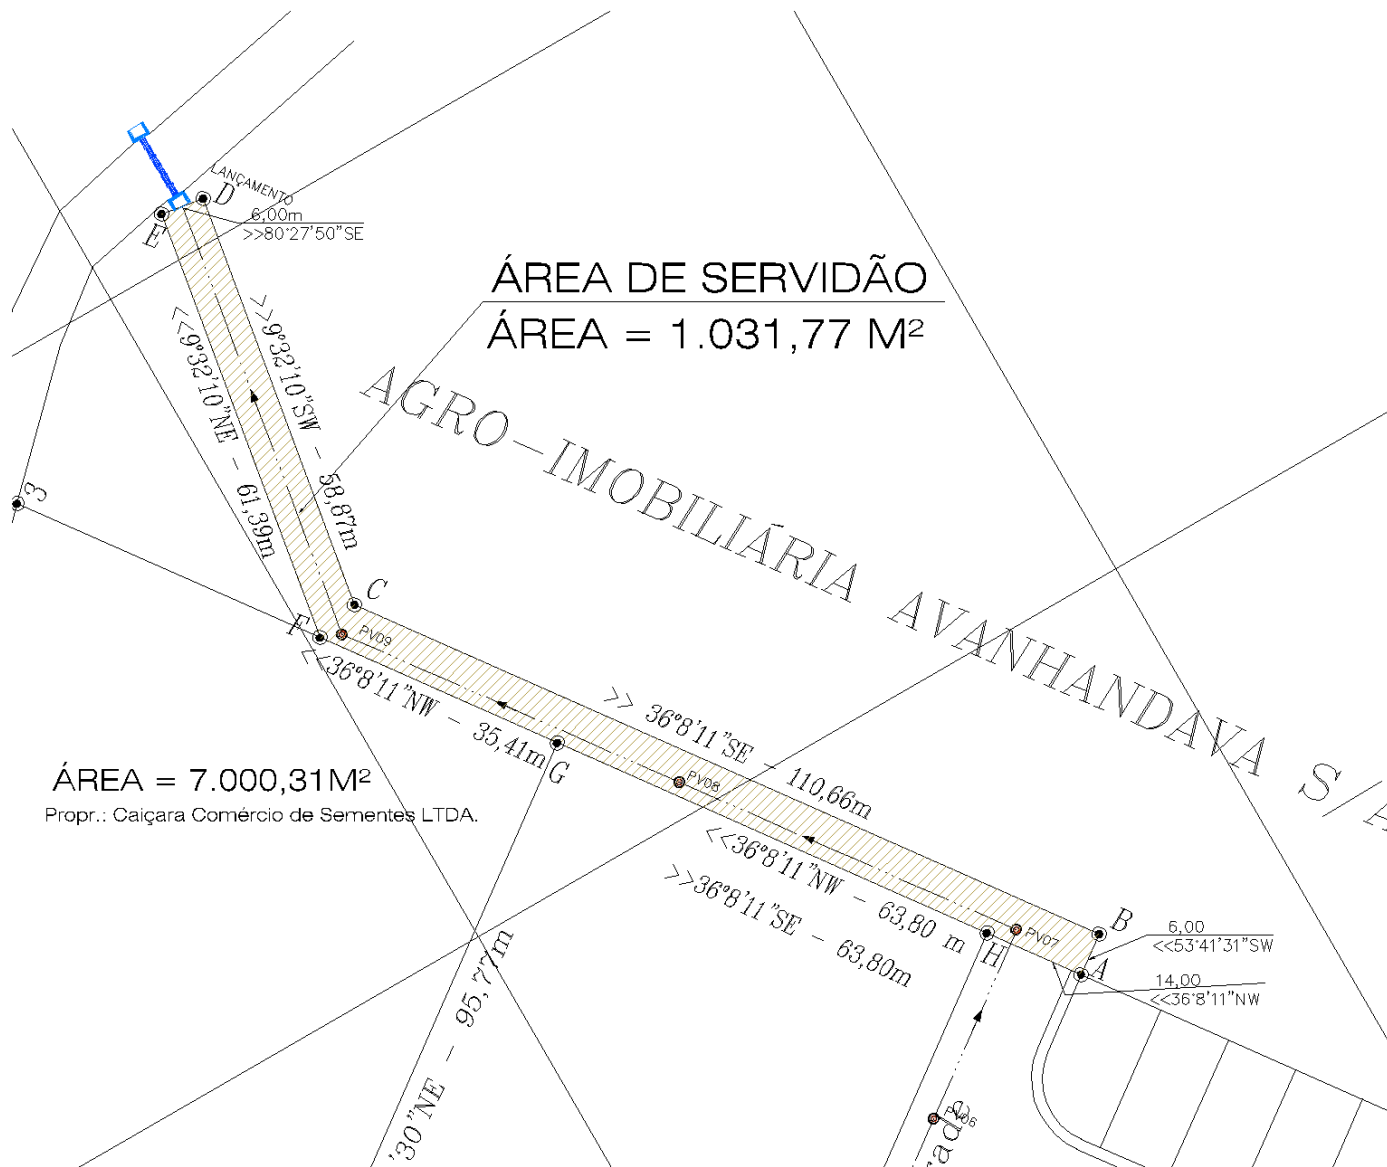 LANÇAMENTO
D
6,00m
>>80°27'50"SE
E
ÁREA DE SERVIDÃO
ÁREA = 1.031,77 M²
>>9°32'10"SW - 58,87m
<<9°32'10"NE - 61,39m
AGRO-IMOBILIÁRIA AVANHANDAVA S/A
3
C
F
PV09
<<36°8'11"NW - 35,41m
>> 36°8'11"SE - 110,66m
G
PV08
ÁREA = 7.000,31M²
Propr.: Caiçara Comércio de Sementes LTDA.
<<36°8'11"NW - 63,80 m
>>36°8'11"SE - 63,80m
B
PV07
H
6,00
<<53°41'31"SW
A
14,00
<<36°8'11"NW
'30"NE - 95,77m
PV06